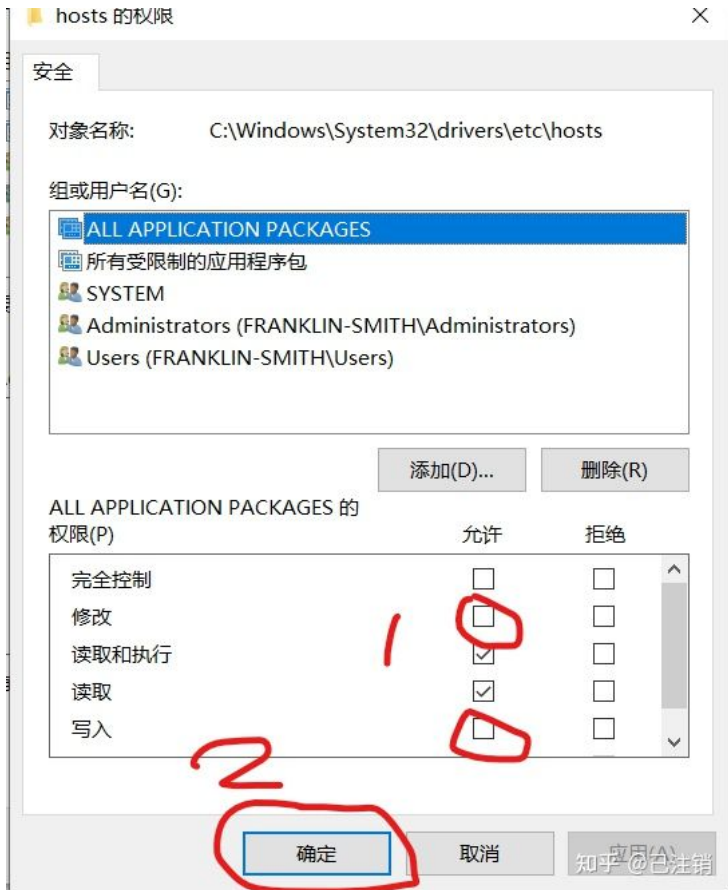 hosts 的权限
安全
对象名称: C:\Windows\System32\drivers\etc\hosts
组或用户名(G):
ALL APPLICATION PACKAGES
所有受限制的应用程序包
SYSTEM
Administrators (FRANKLIN-SMITH\Administrators)
Users (FRANKLIN-SMITH\Users)
添加(D)... 删除(R)
ALL APPLICATION PACKAGES 的
权限(P) 允许 拒绝
完全控制
修改
1
读取和执行
读取
写入
2
确定 取消 应用(A)
知乎 @已注销